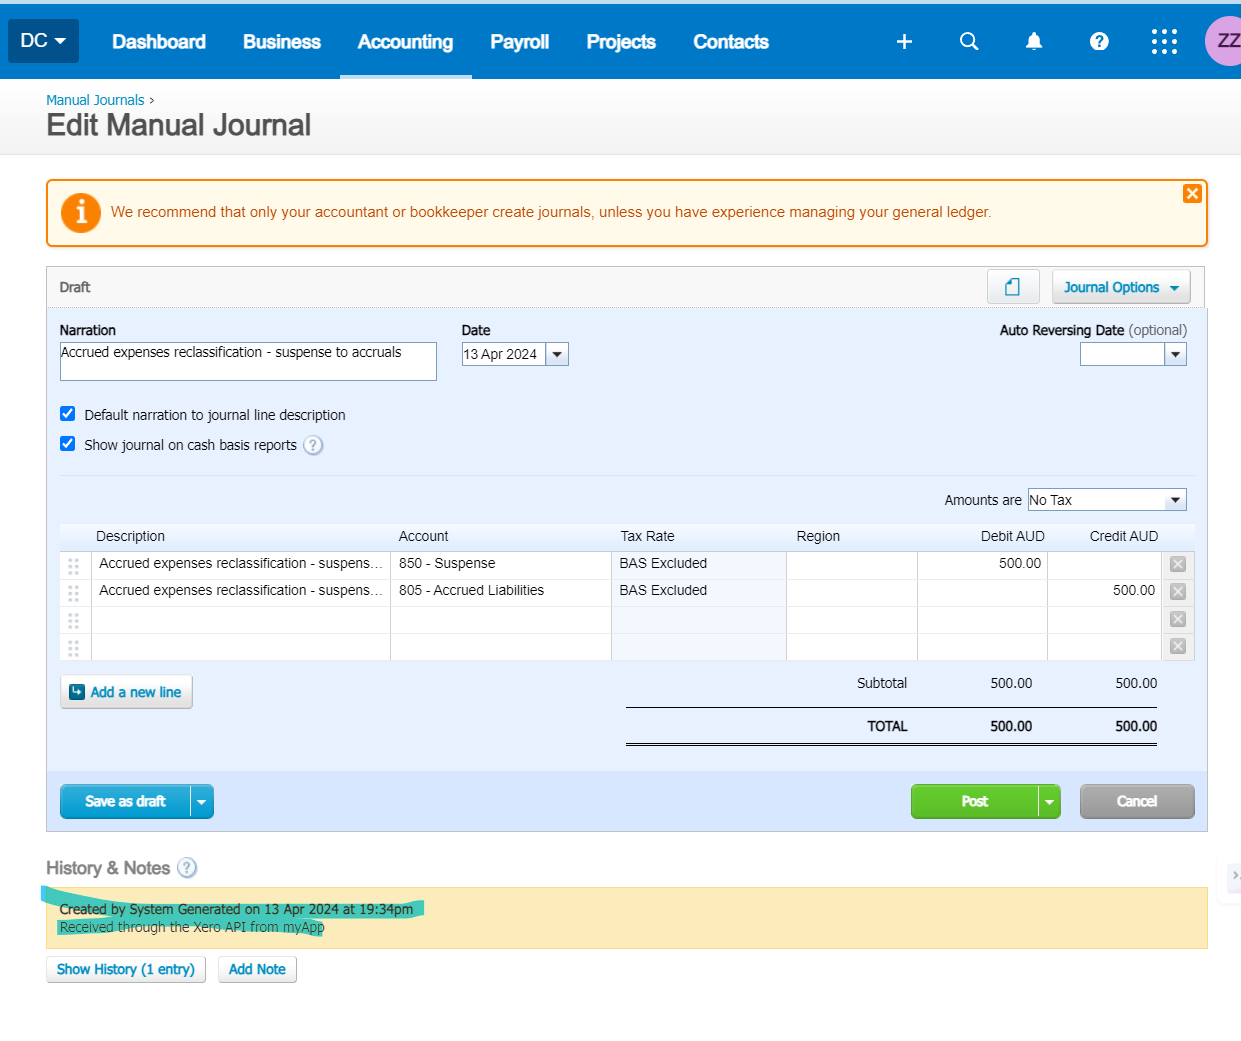 DC Dashboard Business Accounting Payroll Projects Contacts ZZ
Manual Journals ›
Edit Manual Journal
We recommend that only your accountant or bookkeeper create journals, unless you have experience managing your general ledger.
Draft
Journal Options
Narration Date Auto Reversing Date (optional)
Accrued expenses reclassification - suspense to accruals 13 Apr 2024
Default narration to journal line description
Show journal on cash basis reports ?
Amounts are No Tax
Description Account Tax Rate Region Debit AUD Credit AUD
Accrued expenses reclassification - suspens... 850 - Suspense BAS Excluded 500.00
Accrued expenses reclassification - suspens... 805 - Accrued Liabilities BAS Excluded 500.00
Add a new line
Subtotal 500.00 500.00
TOTAL 500.00 500.00
Save as draft Post Cancel
History & Notes ?
Created by System Generated on 13 Apr 2024 at 19:34pm
Received through the Xero API from myApp
Show History (1 entry) Add Note